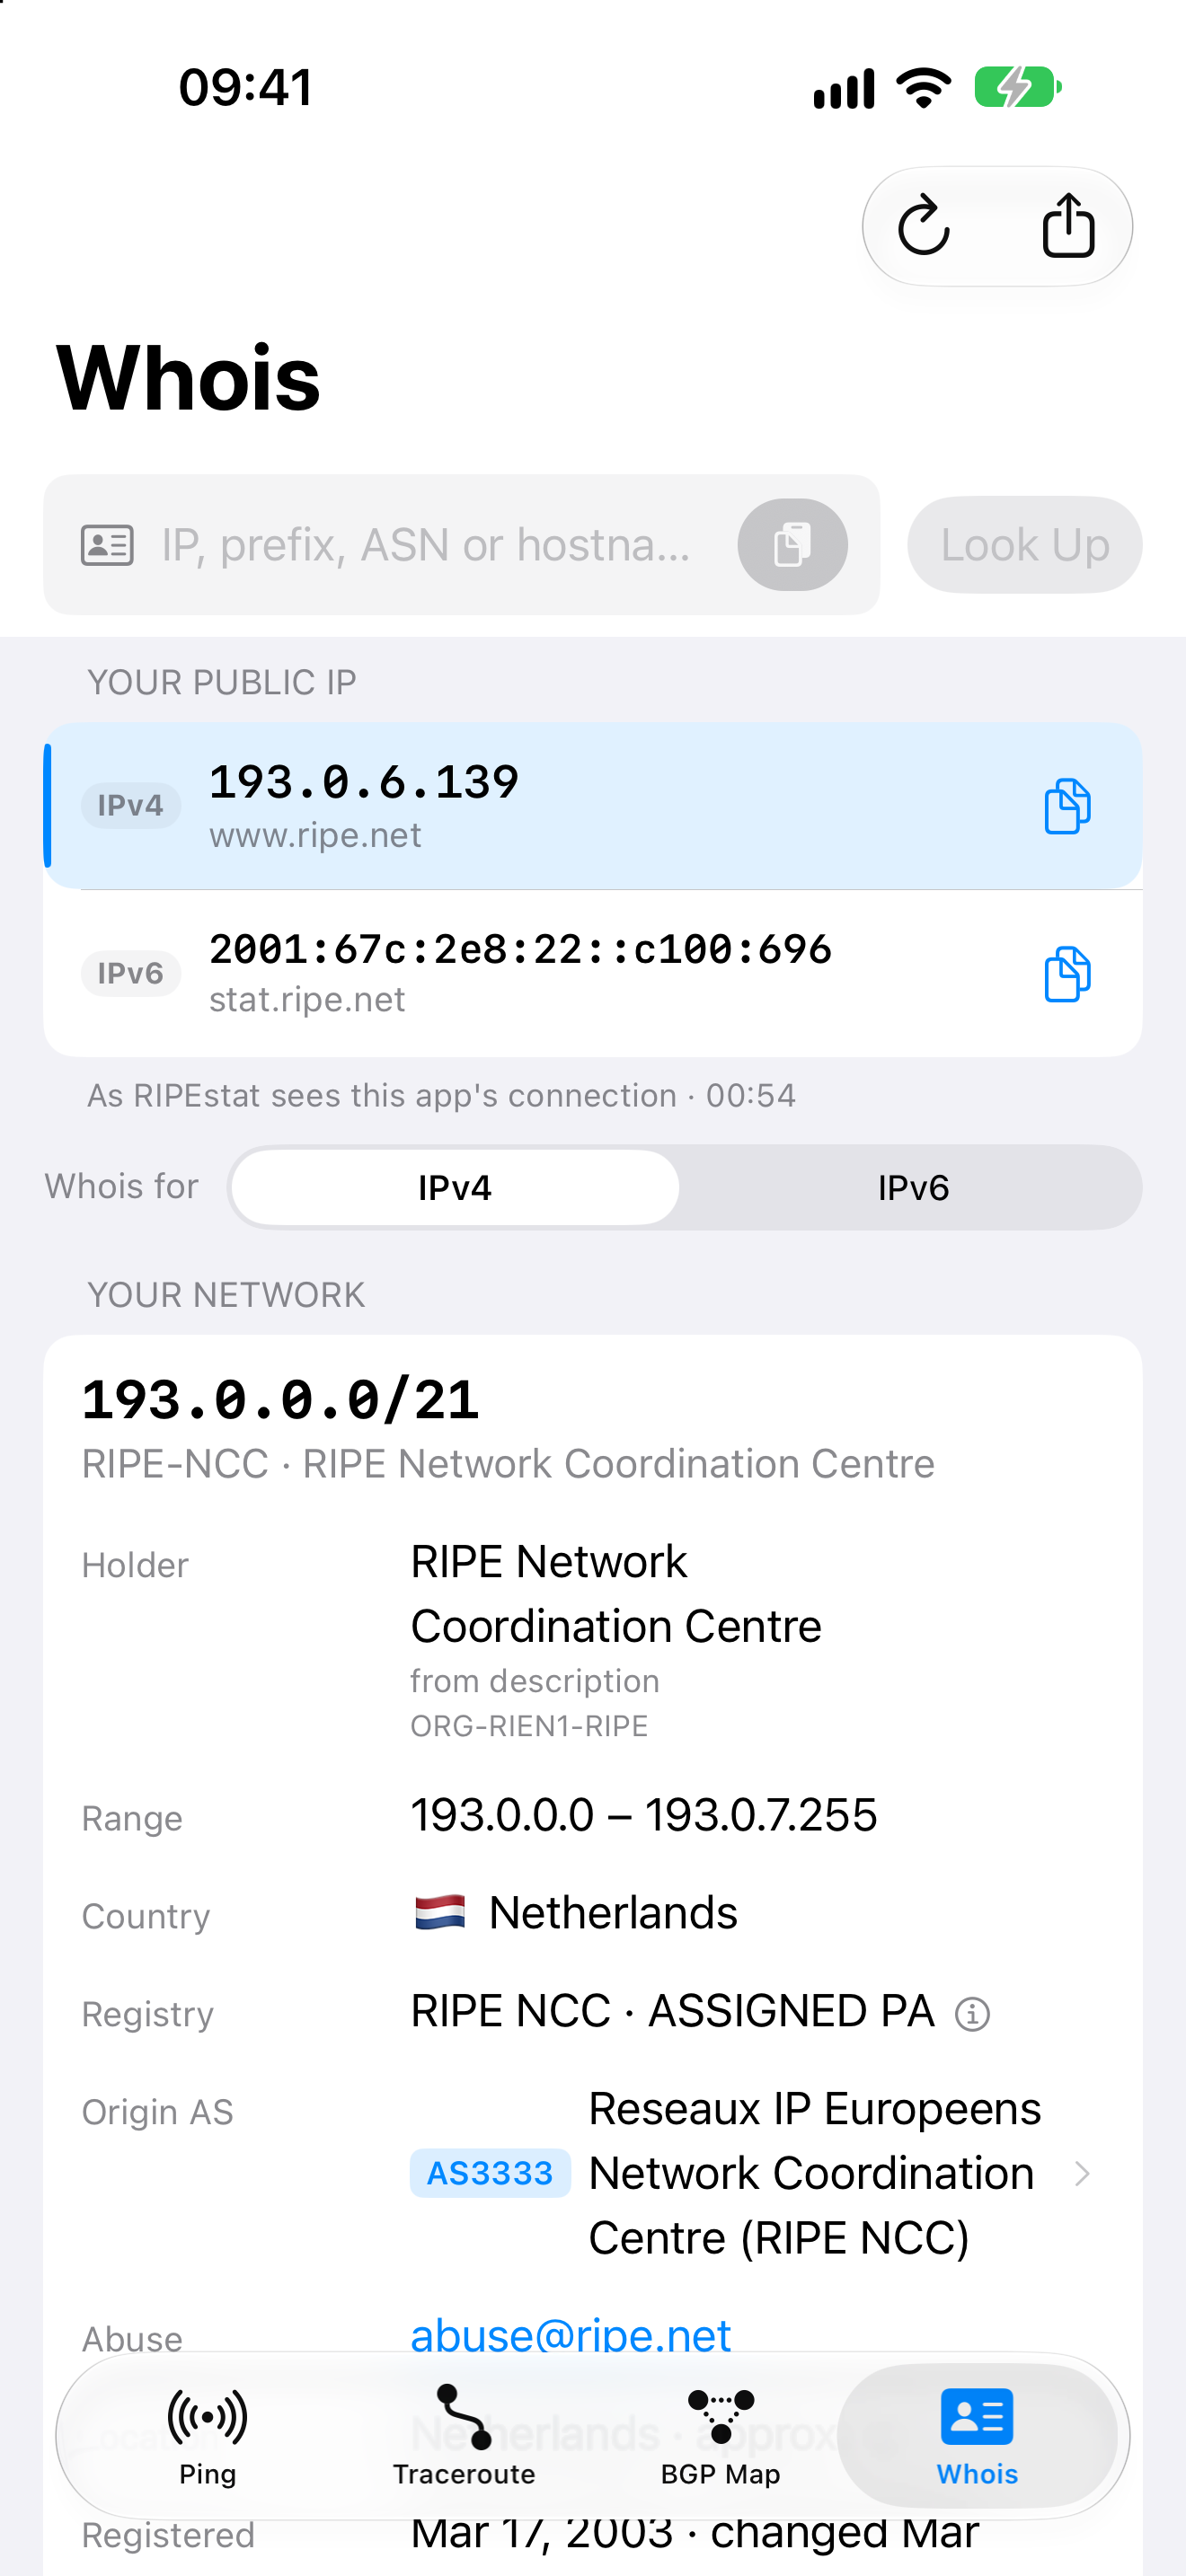 09:41
Whois
IP, prefix, ASN or hostna...
Look Up
YOUR PUBLIC IP
IPv4
193.0.6.139
www.ripe.net
IPv6
2001:67c:2e8:22::c100:696
stat.ripe.net
As RIPEstat sees this app's connection · 00:54
Whois for
IPv4
IPv6
YOUR NETWORK
193.0.0.0/21
RIPE-NCC · RIPE Network Coordination Centre
Holder
RIPE Network
Coordination Centre
from description
ORG-RIEN1-RIPE
Range
193.0.0.0 – 193.0.7.255
Country
Netherlands
Registry
RIPE NCC · ASSIGNED PA
Origin AS
AS3333
Reseaux IP Europeens
Network Coordination
Centre (RIPE NCC)
Abuse
abuse@ripe.net
Netherlands · approx
Ping
Traceroute
BGP Map
Whois
Registered
Mar 17, 2003 · changed Mar